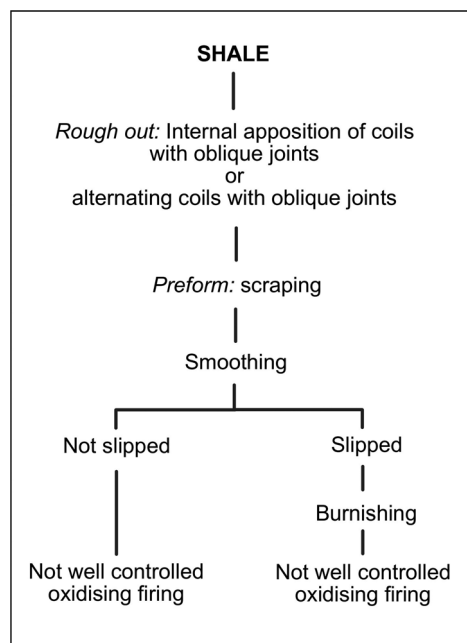 SHALE
Rough out: Internal apposition of coils
with oblique joints
or
alternating coils with oblique joints
Preform: scraping
Smoothing
Not slipped
Slipped
Burnishing
Not well controlled
oxidising firing
Not well controlled
oxidising firing